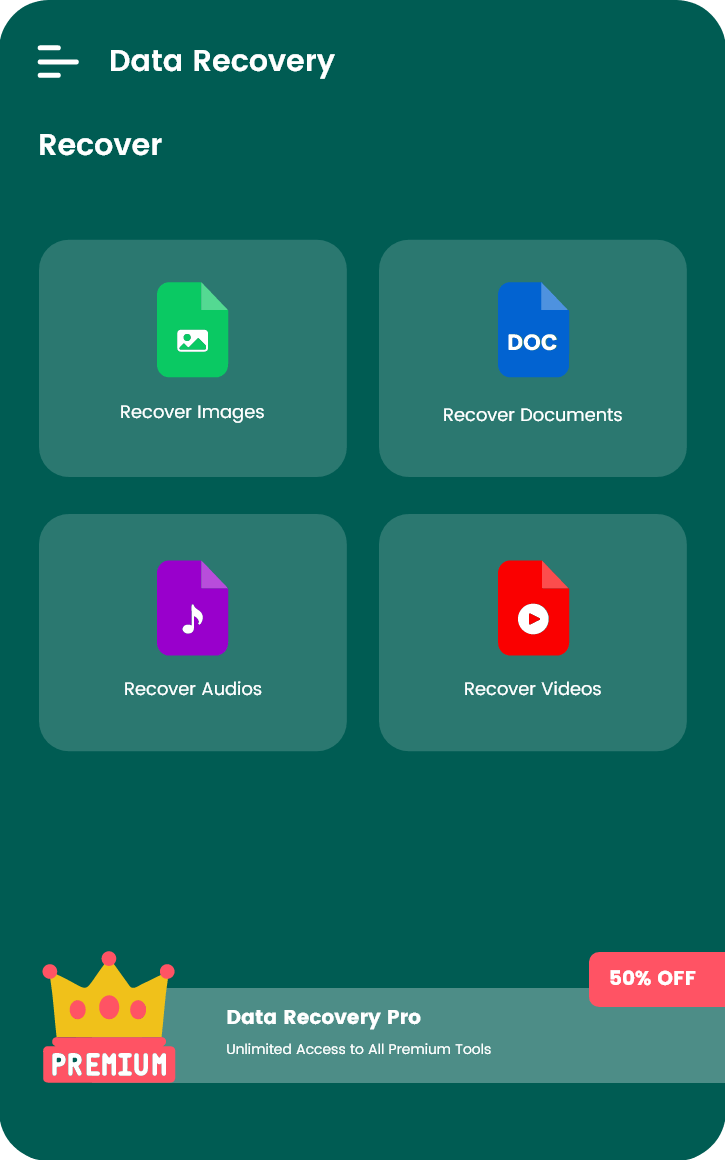 Data Recovery
Recover
Recover Images
DOC
Recover Documents
Recover Audios
Recover Videos
50% OFF
Data Recovery Pro
Unlimited Access to All Premium Tools
PREMIUM